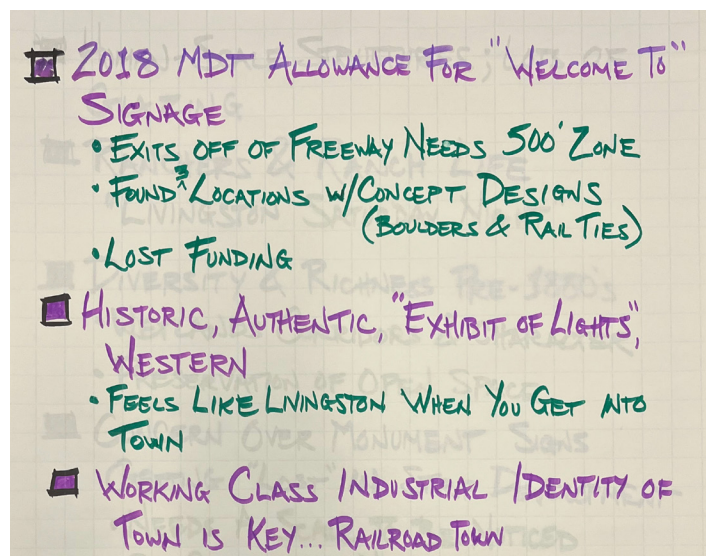 2018 MDT ALLOWANCE FOR "WELCOME TO"
SIGNAGE
• EXITS OFF OF FREEWAY NEEDS 500' ZONE
• FOUND 3 LOCATIONS W/CONCEPT DESIGNS
(BOULDERS & RAIL TIES)
• LOST FUNDING
HISTORIC, AUTHENTIC, "EXHIBIT OF LIGHTS",
WESTERN
• FEELS LIKE LIVINGSTON WHEN YOU GET INTO
TOWN
WORKING CLASS INDUSTRIAL IDENTITY OF
TOWN IS KEY... RAILROAD TOWN